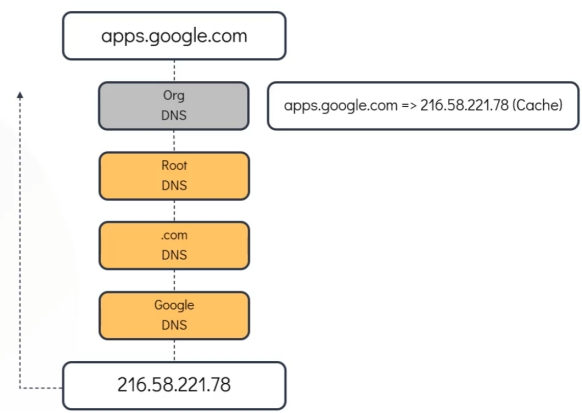 apps.google.com
Org
DNS
apps.google.com => 216.58.221.78 (Cache)
Root
DNS
.com
DNS
Google
DNS
216.58.221.78